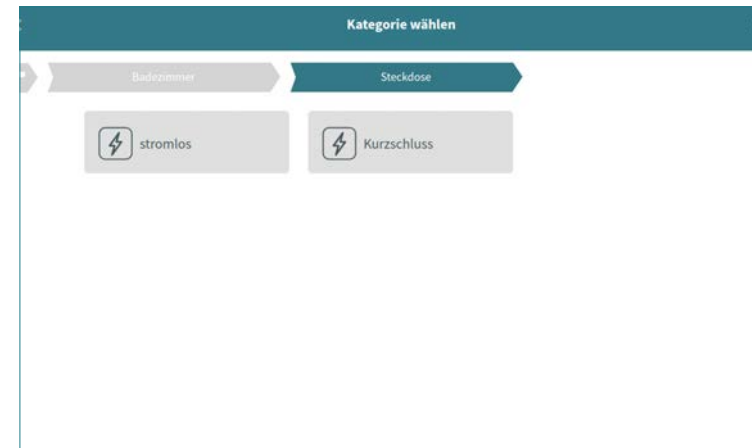 Kategorie wählen
Badezimmer
Steckdose
stromlos
Kurzschluss